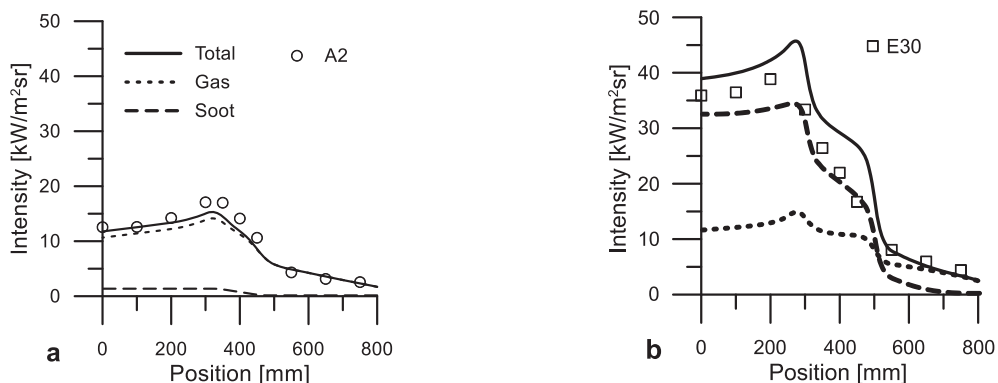 50
40
30
20
10
0
Intensity [kW/m²sr]
Total
Gas
Soot
A2
0 200 400 600 800
Position [mm]
a
50
40
30
20
10
0
Intensity [kW/m²sr]
E30
0 200 400 600 800
Position [mm]
b